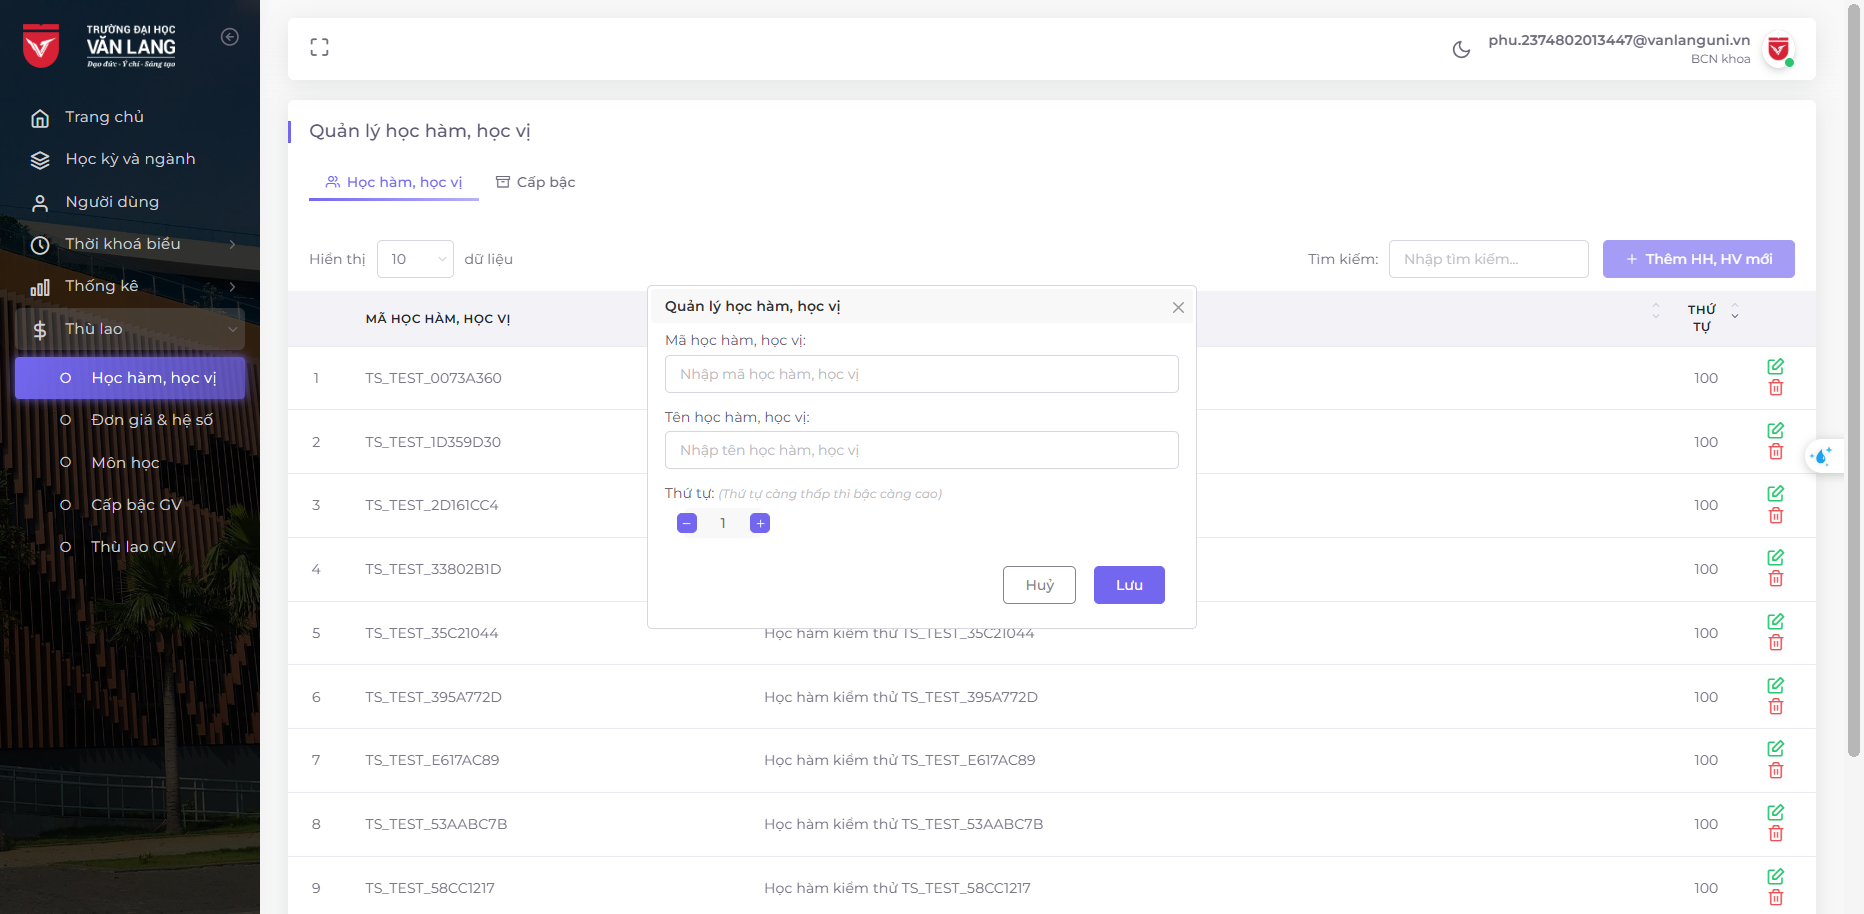 TRƯỜNG ĐẠI HỌC
VĂN LANG
Đạo đức - Ý chí - Sáng tạo
Trang chủ
Học kỳ và ngành
Người dùng
Thời khoá biểu
Thống kê
Thù lao
Học hàm, học vị
Đơn giá & hệ số
Môn học
Cấp bậc GV
Thù lao GV
phu.2374802013447@vanlanguni.vn
BCN khoa
Quản lý học hàm, học vị
Học hàm, học vị
Cấp bậc
Hiển thị 10 dữ liệu
Tìm kiếm: Nhập tìm kiếm...
+ Thêm HH, HV mới
MÃ HỌC HÀM, HỌC VỊ
THỨ
TỰ
1 TS_TEST_0073A360 100
2 TS_TEST_1D359D30 100
3 TS_TEST_2D161CC4 100
4 TS_TEST_33802B1D 100
5 TS_TEST_35C21044 Học hàm kiểm thử TS_TEST_35C21044 100
6 TS_TEST_395A772D Học hàm kiểm thử TS_TEST_395A772D 100
7 TS_TEST_E617AC89 Học hàm kiểm thử TS_TEST_E617AC89 100
8 TS_TEST_53AABC7B Học hàm kiểm thử TS_TEST_53AABC7B 100
9 TS_TEST_58CC1217 Học hàm kiểm thử TS_TEST_58CC1217 100
Quản lý học hàm, học vị
Mã học hàm, học vị:
Nhập mã học hàm, học vị
Tên học hàm, học vị:
Nhập tên học hàm, học vị
Thứ tự: (Thứ tự càng thấp thì bậc càng cao)
− 1 +
Huỷ
Lưu